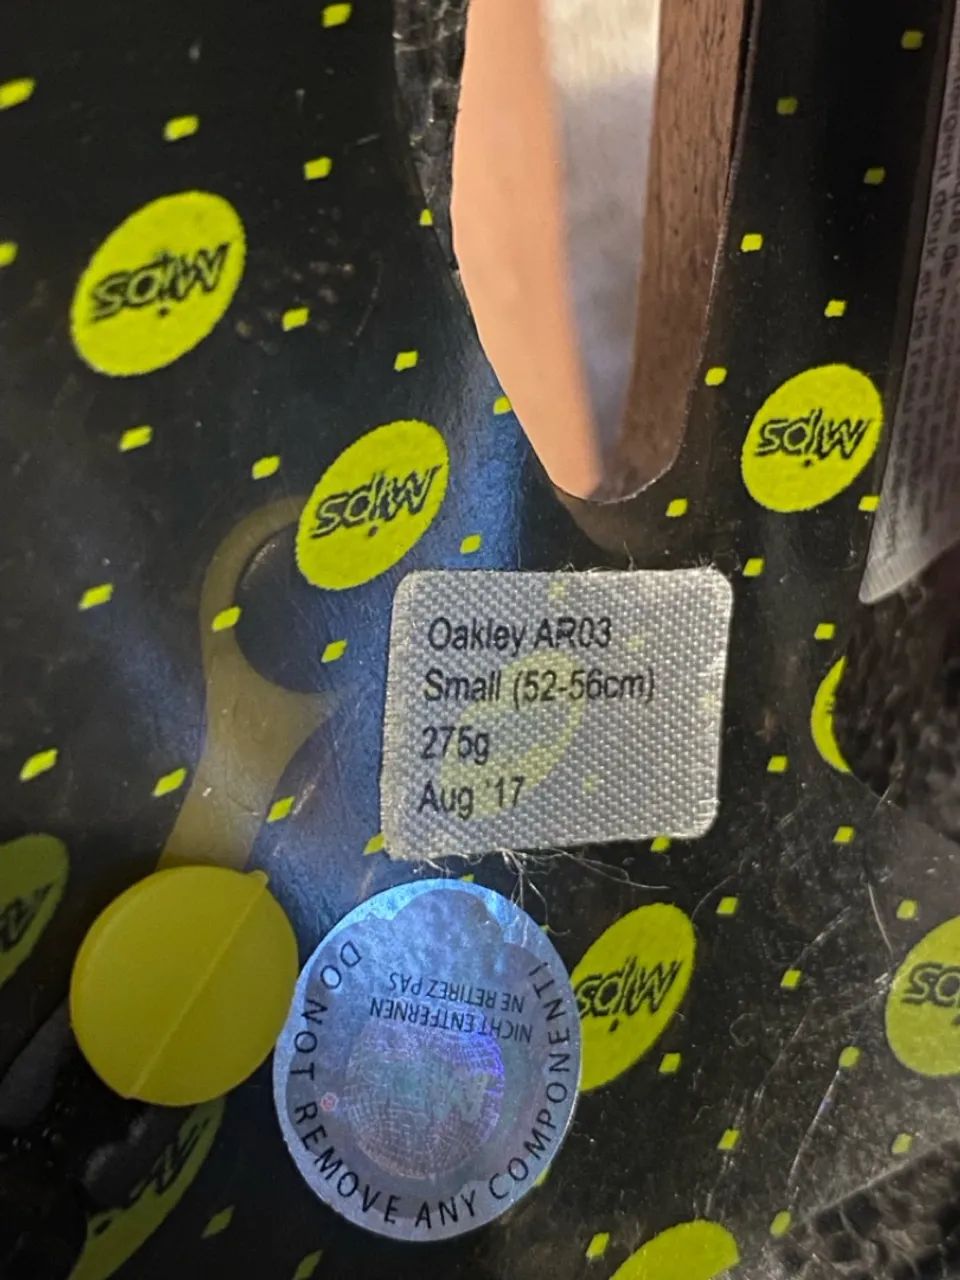 mips
mips
mips
Oakley AR03
Small (52-56cm)
275g
Aug '17
mips
DO NOT REMOVE ANY COMPONENT!
NICHT ENTFERNEN
NE RETIREZ PAS